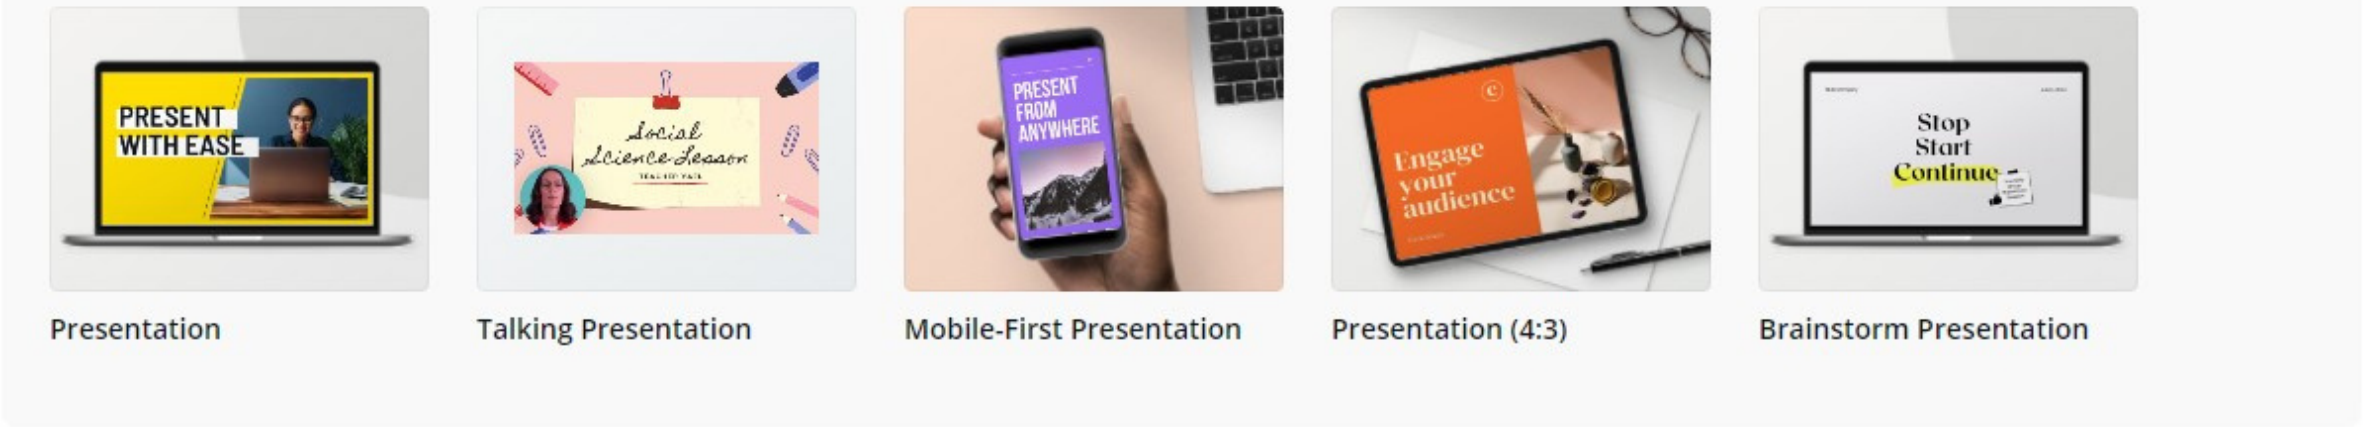 PRESENT
WITH EASE
Presentation
Social
Science Lesson
Talking Presentation
PRESENT
FROM
ANYWHERE
Mobile-First Presentation
e
Engage
your
audience
Presentation (4:3)
Stop
Start
Continue
Brainstorm Presentation